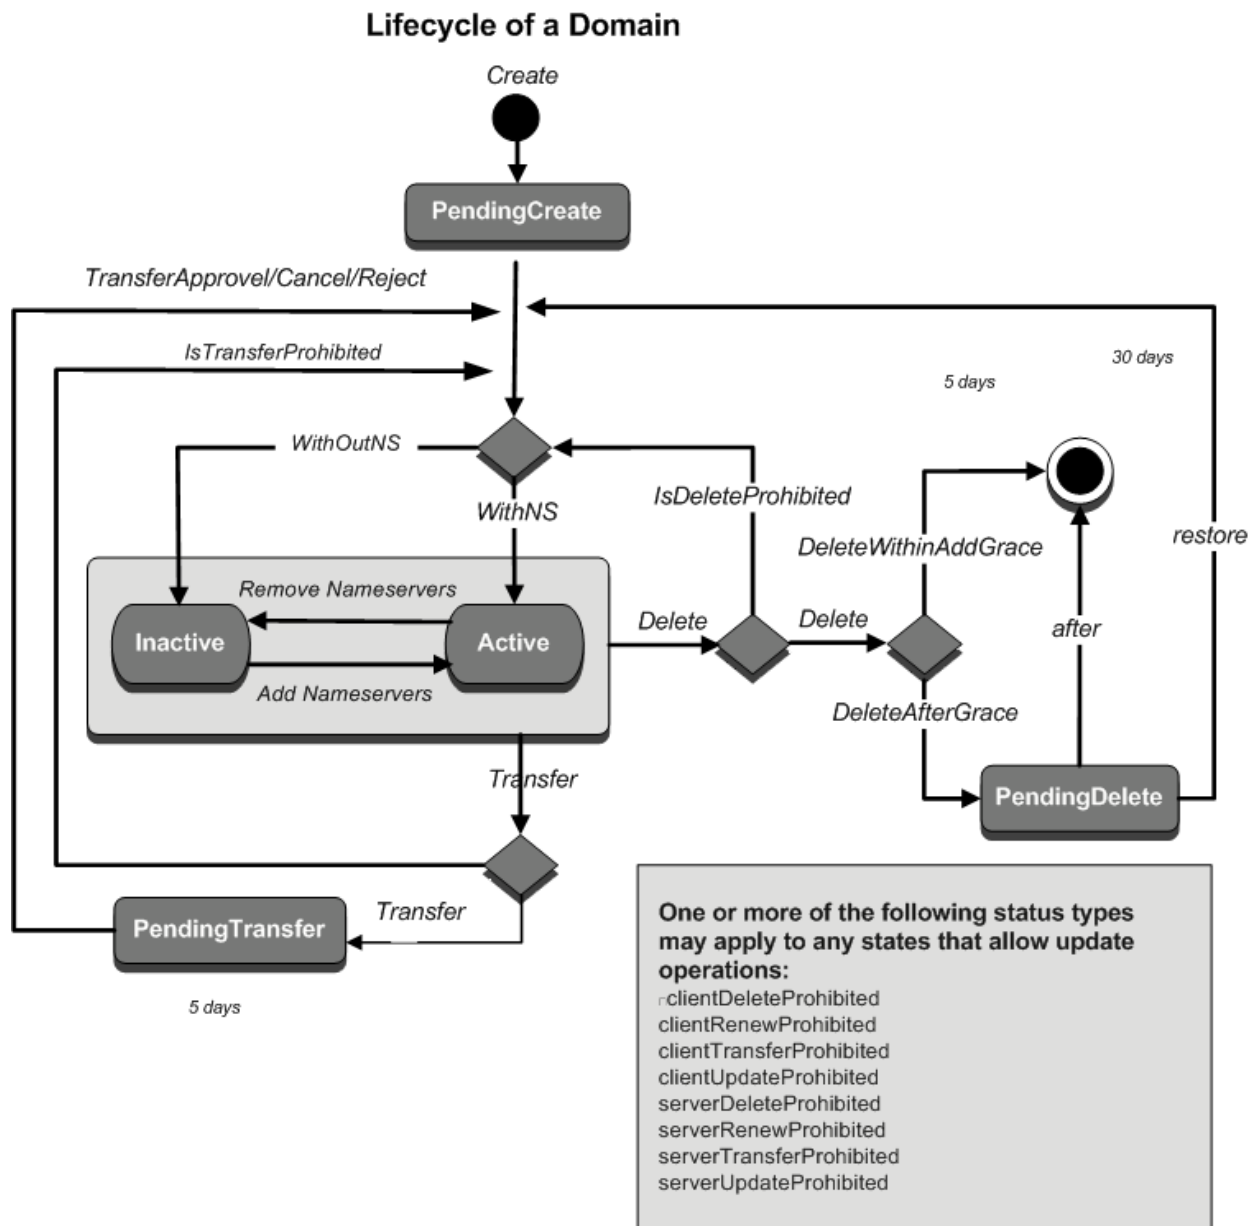 Lifecycle of a Domain
Create
PendingCreate
TransferApprovel/Cancel/Reject
IsTransferProhibited
30 days
5 days
WithOutNS
IsDeleteProhibited
WithNS
restore
DeleteWithinAddGrace
Remove Nameservers
Inactive
Active
Delete
Delete
after
Add Nameservers
DeleteAfterGrace
Transfer
PendingDelete
Transfer
PendingTransfer
5 days
One or more of the following status types
may apply to any states that allow update
operations:
clientDeleteProhibited
clientRenewProhibited
clientTransferProhibited
clientUpdateProhibited
serverDeleteProhibited
serverRenewProhibited
serverTransferProhibited
serverUpdateProhibited